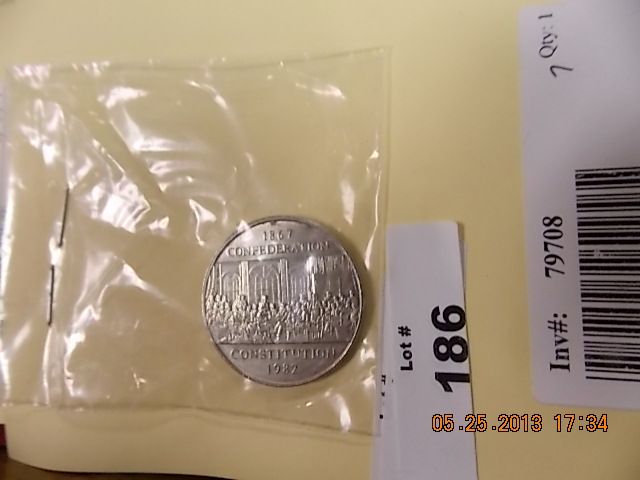 1867
CONFEDERATION
CONSTITUTION
1982
Lot #
186
Inv#: 79708
Qty: 1
05.25.2013 17:34